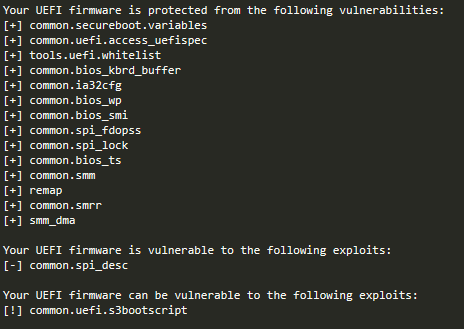 Your UEFI firmware is protected from the following vulnerabilities:
[+] common.secureboot.variables
[+] common.uefi.access_uefispec
[+] tools.uefi.whitelist
[+] common.bios_kbrd_buffer
[+] common.ia32cfg
[+] common.bios_wp
[+] common.bios_smi
[+] common.spi_fdopss
[+] common.spi_lock
[+] common.bios_ts
[+] common.smm
[+] remap
[+] common.smrr
[+] smm_dma
Your UEFI firmware is vulnerable to the following exploits:
[-] common.spi_desc
Your UEFI firmware can be vulnerable to the following exploits:
[!] common.uefi.s3bootscript